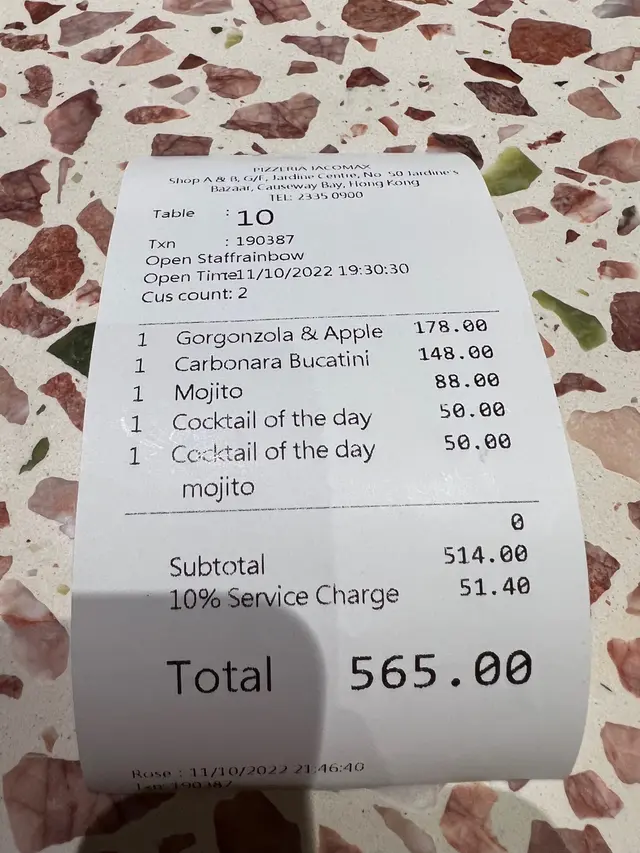 PIZZERIA JACOMAX
Shop A & B, G/F, Jardine Centre, No 50 Jardine's
Bazaar, Causeway Bay, Hong Kong
TEL: 2335 0900
Table : 10
Txn : 190387
Open Staffrainbow
Open Time11/10/2022 19:30:30
Cus count: 2
1 Gorgonzola & Apple 178.00
1 Carbonara Bucatini 148.00
1 Mojito 88.00
1 Cocktail of the day 50.00
1 Cocktail of the day 50.00
mojito
0
Subtotal 514.00
10% Service Charge 51.40
Total 565.00
Rose : 11/10/2022 21:46:40
190387